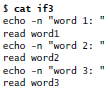 $ cat if3
echo -n "word 1: "
read word1
echo -n "word 2: "
read word2
echo -n "word 3: "
read word3